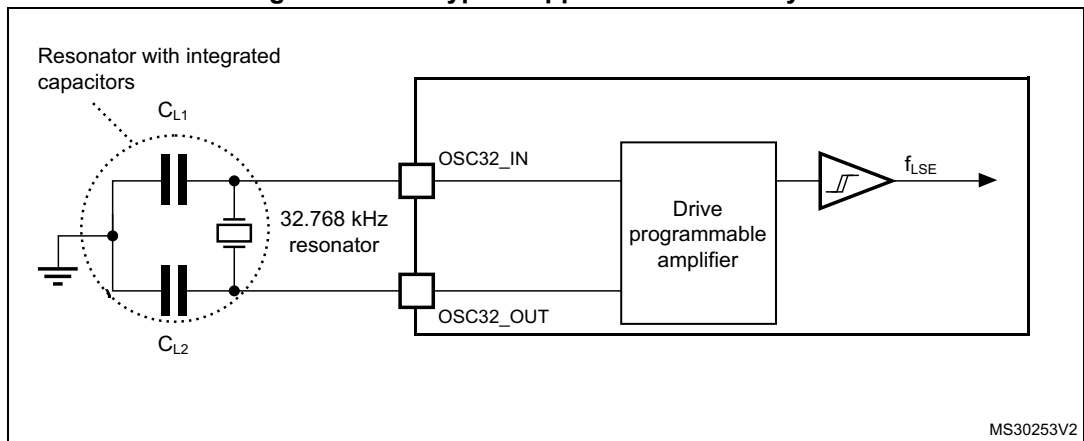 Resonator with integrated
capacitors
CL1
OSC32_IN
fLSE
32.768 kHz
resonator
Drive
programmable
amplifier
OSC32_OUT
CL2
MS30253V2